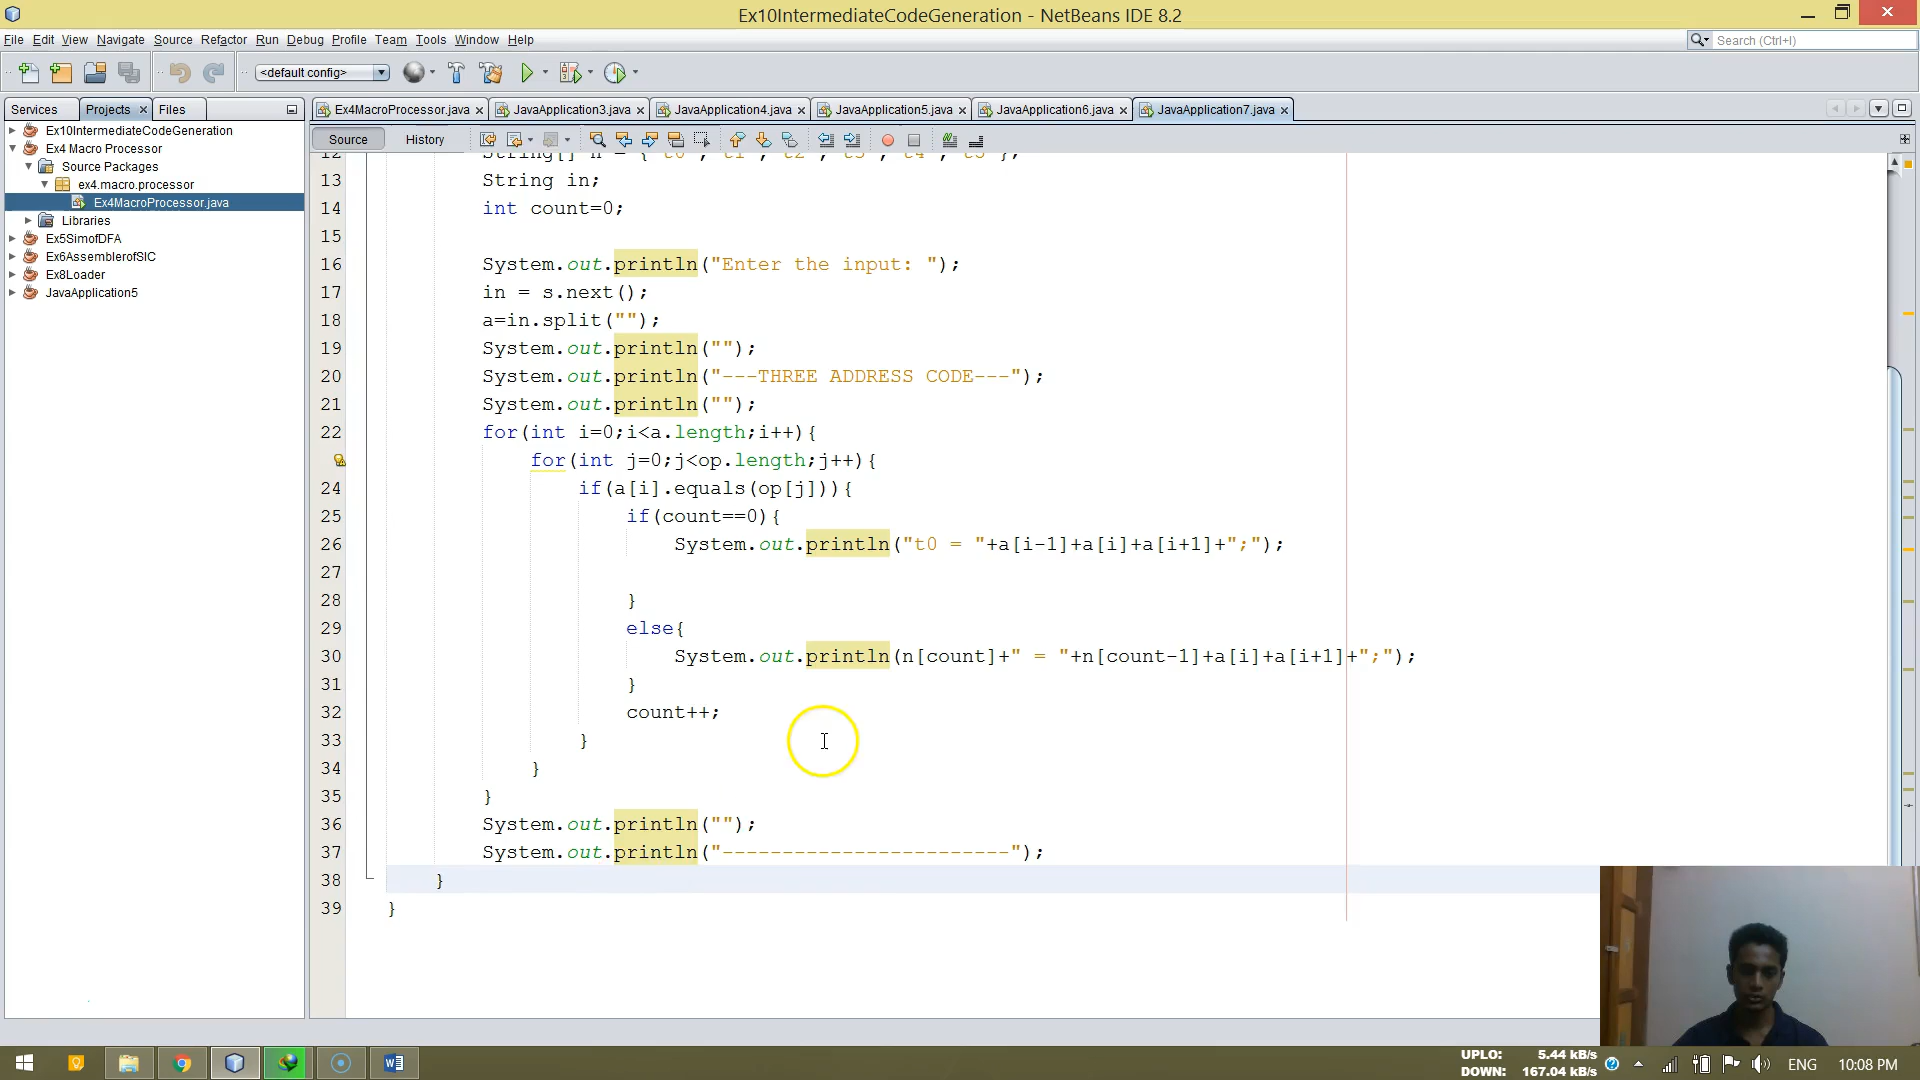 Ex10IntermediateCodeGeneration - NetBeans IDE 8.2
File Edit View Navigate Source Refactor Run Debug Profile Team Tools Window Help
Search (Ctrl+I)
<default config>
Services Projects Files
Ex4MacroProcessor.java JavaApplication3.java JavaApplication4.java JavaApplication5.java JavaApplication6.java JavaApplication7.java
Source History
Ex10IntermediateCodeGeneration
Ex4 Macro Processor
Source Packages
ex4.macro.processor
Ex4MacroProcessor.java
Libraries
Ex5SimofDFA
Ex6AssemblerofSIC
Ex8Loader
JavaApplication5
12 String[] n = {"t0","t1","t2","t3","t4","t5"};
13 String in;
14 int count=0;
15
16 System.out.println("Enter the input: ");
17 in = s.next();
18 a=in.split("");
19 System.out.println("");
20 System.out.println("---THREE ADDRESS CODE---");
21 System.out.println("");
22 for(int i=0;i<a.length;i++){
for(int j=0;j<op.length;j++){
24 if(a[i].equals(op[j])){
25 if(count==0){
26 System.out.println("t0 = "+a[i-1]+a[i]+a[i+1]+";");
27
28 }
29 else{
30 System.out.println(n[count]+" = "+n[count-1]+a[i]+a[i+1]+";");
31 }
32 count++;
33 }
34 }
35 }
36 System.out.println("");
37 System.out.println("------------------------");
38 }
39 }
UPLO: 5.44 kB/s
DOWN: 167.04 kB/s
ENG 10:08 PM